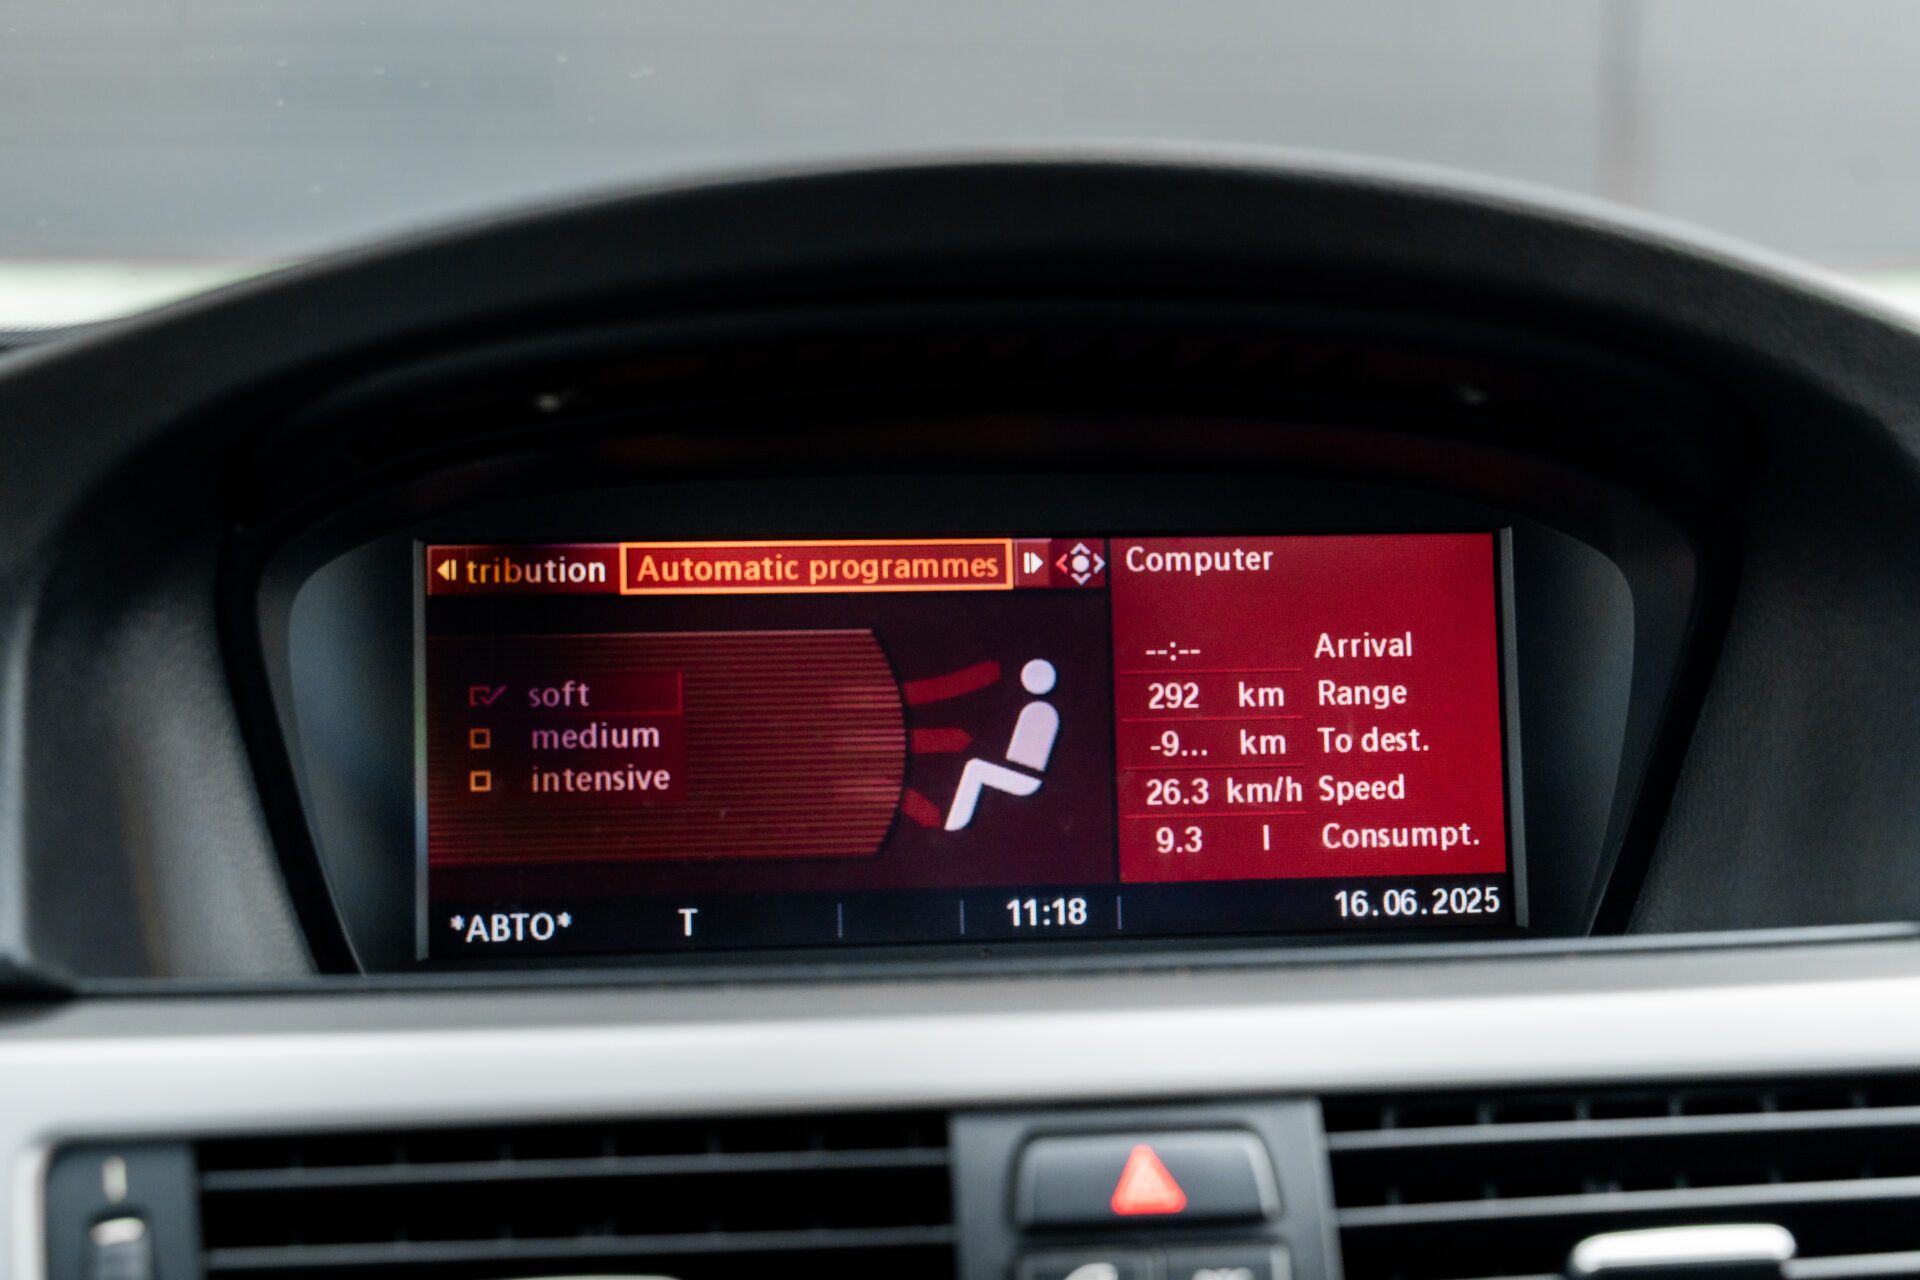 tribution Automatic programmes
soft
medium
intensive
Computer
--:-- Arrival
292 km Range
-9... km To dest.
26.3 km/h Speed
9.3 l Consumpt.
*АВТО* T 11:18 16.06.2025